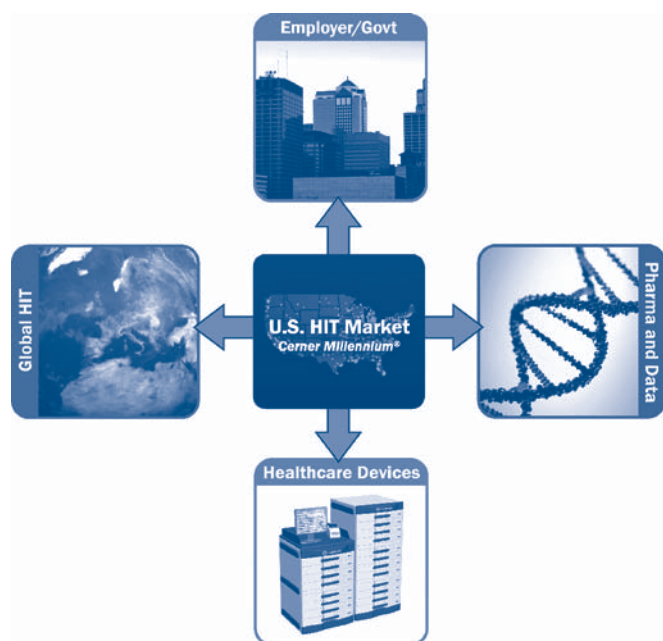 Employer/Govt
Global HIT
U.S. HIT Market
Cerner Millennium®
Pharma and Data
Healthcare Devices